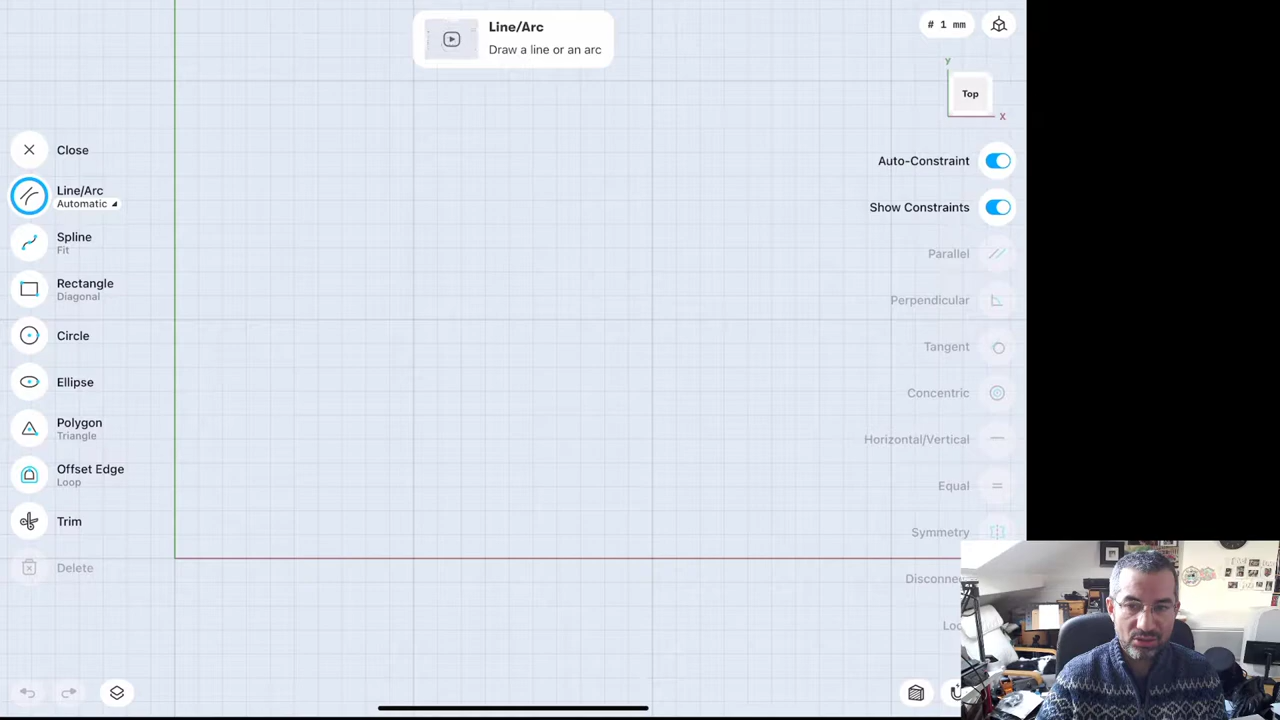 Line/Arc
Draw a line or an arc
# 1 mm
Y
Top
X
Close
Line/Arc
Automatic
Spline
Fit
Rectangle
Diagonal
Circle
Ellipse
Polygon
Triangle
Offset Edge
Loop
Trim
Delete
Auto-Constraint
Show Constraints
Parallel
Perpendicular
Tangent
Concentric
Horizontal/Vertical
Equal
Symmetry